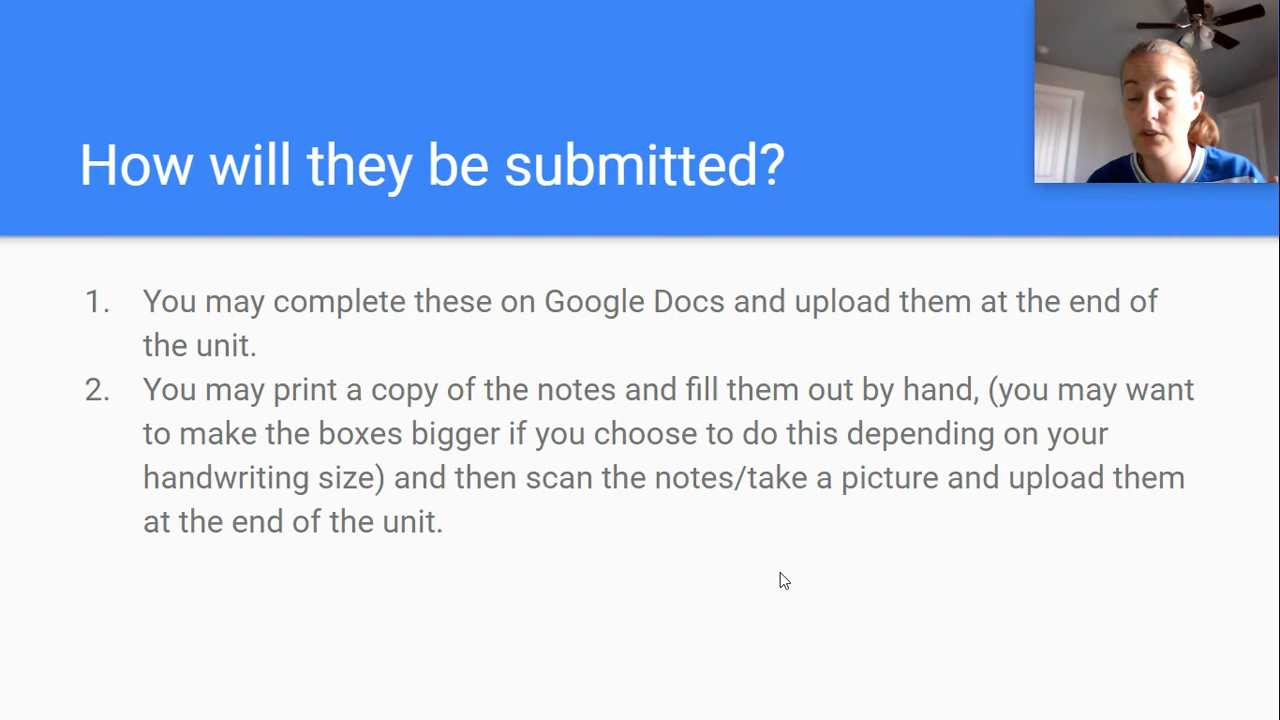 How will they be submitted?
1. You may complete these on Google Docs and upload them at the end of
the unit.
2. You may print a copy of the notes and fill them out by hand, (you may want
to make the boxes bigger if you choose to do this depending on your
handwriting size) and then scan the notes/take a picture and upload them
at the end of the unit.